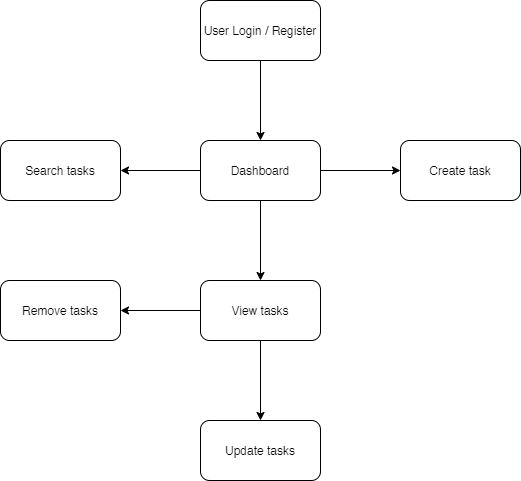 User Login / Register
Search tasks
Dashboard
Create task
Remove tasks
View tasks
Update tasks